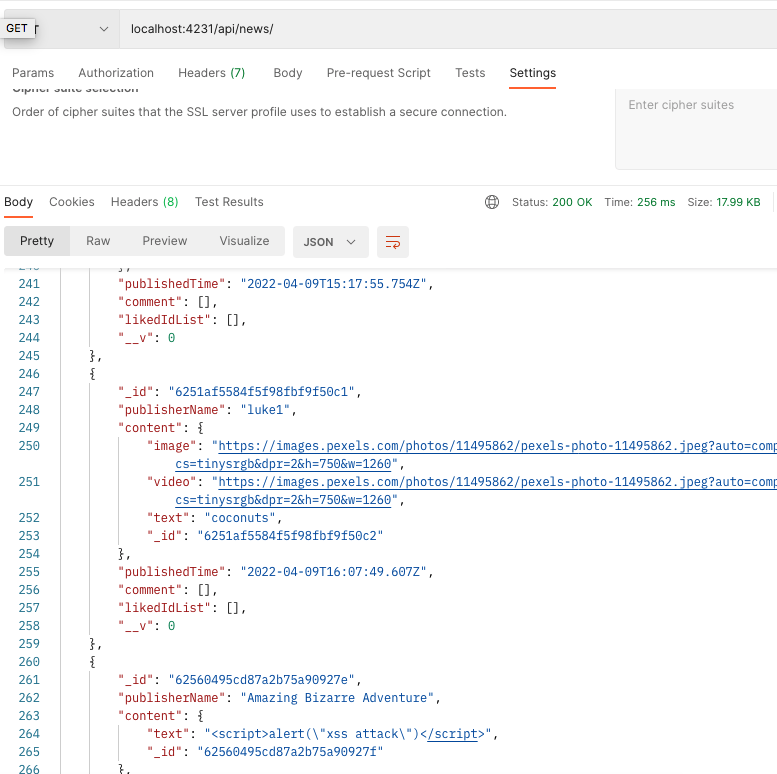 GET
localhost:4231/api/news/
Params Authorization Headers (7) Body Pre-request Script Tests Settings
Cipher suite selection
Order of cipher suites that the SSL server profile uses to establish a secure connection.
Enter cipher suites
Body Cookies Headers (8) Test Results Status: 200 OK Time: 256 ms Size: 17.99 KB
Pretty Raw Preview Visualize JSON
240 },
241 "publishedTime": "2022-04-09T15:17:55.754Z",
242 "comment": [],
243 "likedIdList": [],
244 "__v": 0
245 },
246 {
247 "_id": "6251af5584f5f98fbf9f50c1",
248 "publisherName": "luke1",
249 "content": {
250 "image": "https://images.pexels.com/photos/11495862/pexels-photo-11495862.jpeg?auto=comp
cs=tinysrgb&dpr=2&h=750&w=1260",
251 "video": "https://images.pexels.com/photos/11495862/pexels-photo-11495862.jpeg?auto=comp
cs=tinysrgb&dpr=2&h=750&w=1260",
252 "text": "coconuts",
253 "_id": "6251af5584f5f98fbf9f50c2"
254 },
255 "publishedTime": "2022-04-09T16:07:49.607Z",
256 "comment": [],
257 "likedIdList": [],
258 "__v": 0
259 },
260 {
261 "_id": "62560495cd87a2b75a90927e",
262 "publisherName": "Amazing Bizarre Adventure",
263 "content": {
264 "text": "<script>alert(\"xss attack\")</script>",
265 "_id": "62560495cd87a2b75a90927f"
266 },